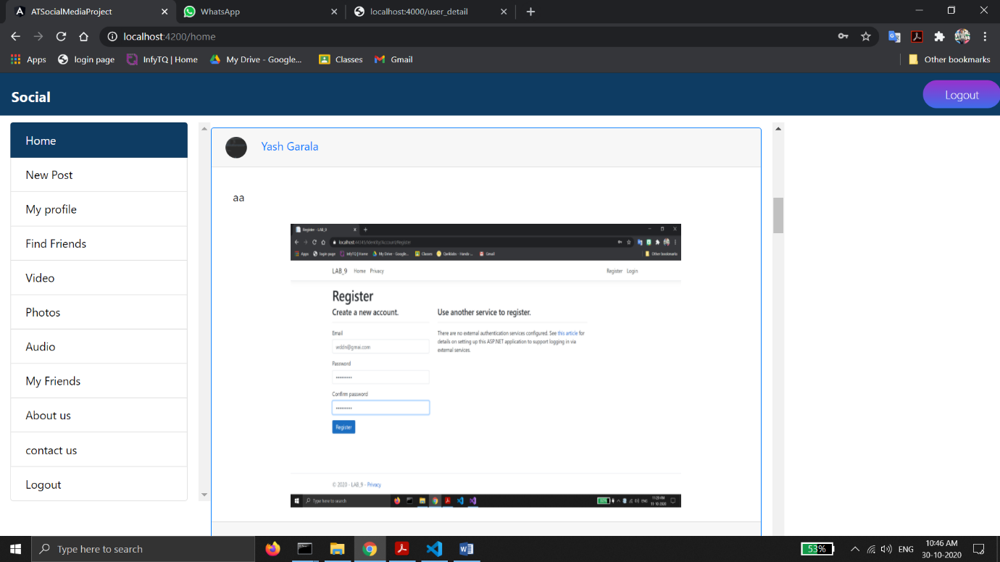 ATSocialMediaProject
WhatsApp
localhost:4000/user_detail
localhost:4200/home
Apps
login page
InfyTQ | Home
My Drive - Google...
Classes
Gmail
Other bookmarks
Social
Logout
Home
New Post
My profile
Find Friends
Video
Photos
Audio
My Friends
About us
contact us
Logout
Yash Garala
aa
Register - LAB_9
localhost:44345/Identity/Account/Register
Apps
login page
InfyTQ | Home
My Drive - Google...
Classes
Qwiklabs - Hands-...
Gmail
Other bookmarks
LAB_9 Home Privacy
Register Login
Register
Create a new account.
Email
Password
Confirm password
Register
Use another service to register.
There are no external authentication services configured. See this article for
details on setting up this ASP.NET application to support logging in via
external services.
© 2020 - LAB_9 - Privacy
Type here to search
ENG
11:29 AM
11-10-2020
Type here to search
53%
ENG
10:46 AM
30-10-2020